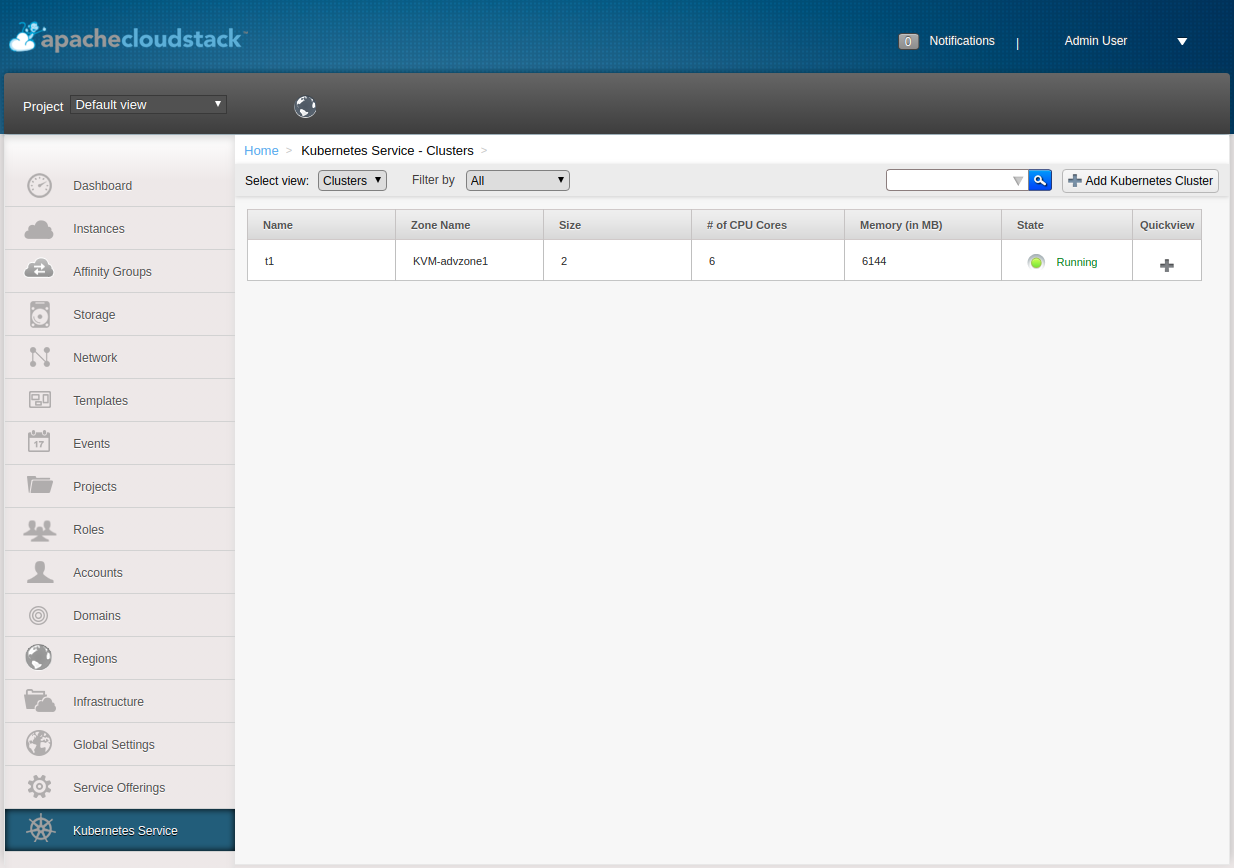 apachecloudstack™
0 Notifications | Admin User
Project Default view
Home > Kubernetes Service - Clusters >
Select view: Clusters Filter by All Add Kubernetes Cluster
Name Zone Name Size # of CPU Cores Memory (in MB) State Quickview
t1 KVM-advzone1 2 6 6144 Running
Dashboard
Instances
Affinity Groups
Storage
Network
Templates
17 Events
Projects
Roles
Accounts
Domains
Regions
Infrastructure
Global Settings
Service Offerings
Kubernetes Service